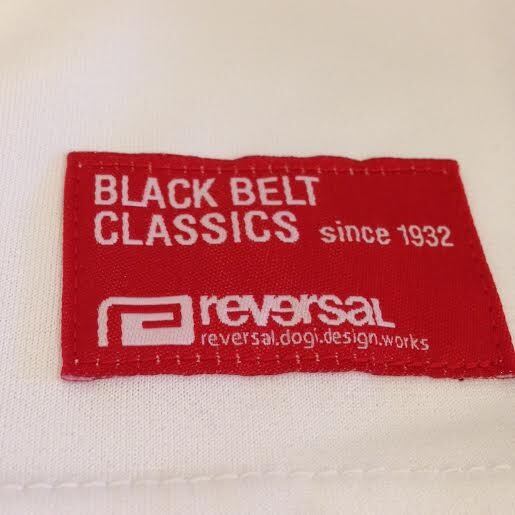 BLACK BELT
CLASSICS since 1932
reversal
reversal.dogi.design.works